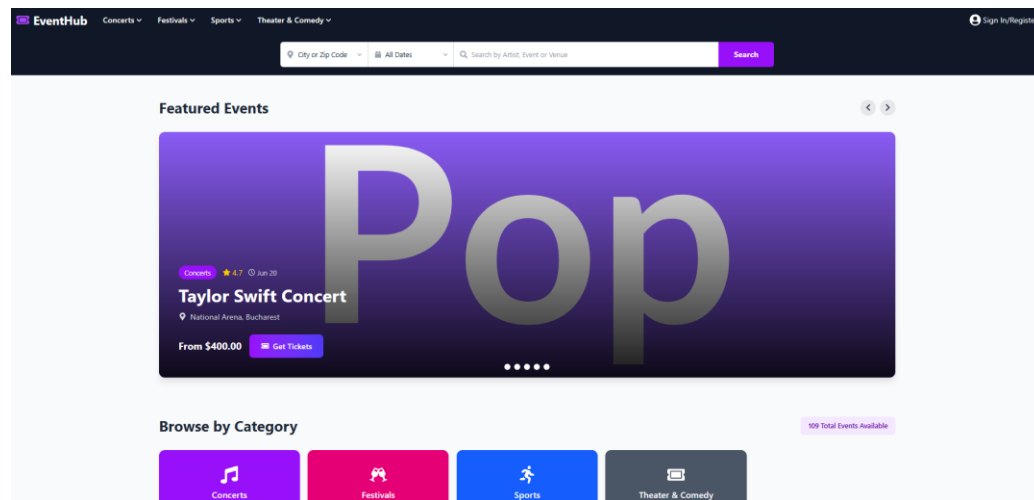 EventHub Concerts Festivals Sports Theater & Comedy Sign In/Registe
City or Zip Code All Dates Search by Artist, Event or Venue Search
Featured Events
Pop
Concerts 4.7 Jun 20
Taylor Swift Concert
National Arena, Bucharest
From $400.00 Get Tickets
Browse by Category 109 Total Events Available
Concerts Festivals Sports Theater & Comedy